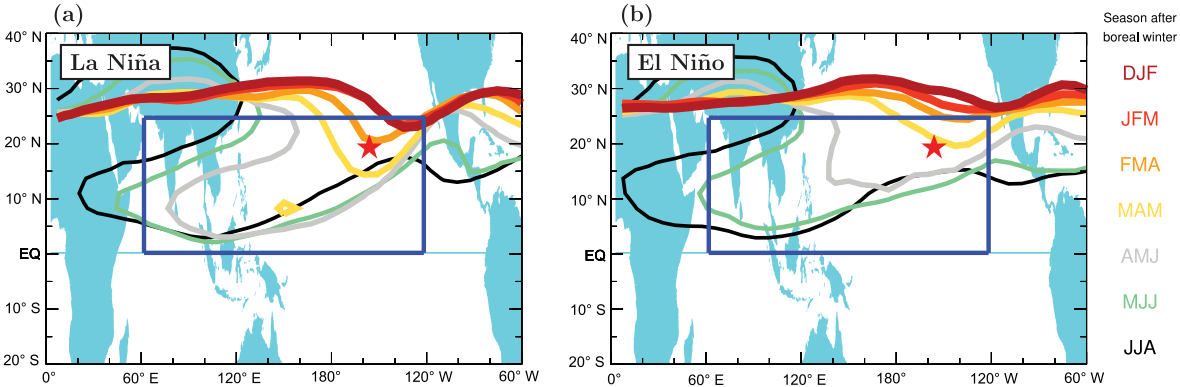 (a)
(b)
Season after
boreal winter
La Niña
El Niño
DJF
JFM
FMA
MAM
AMJ
MJJ
JJA
40° N
30° N
20° N
10° N
EQ
10° S
20° S
0°
60° E
120° E
180°
120° W
60° W
40° N
30° N
20° N
10° N
EQ
10° S
20° S
0°
60° E
120° E
180°
120° W
60° W